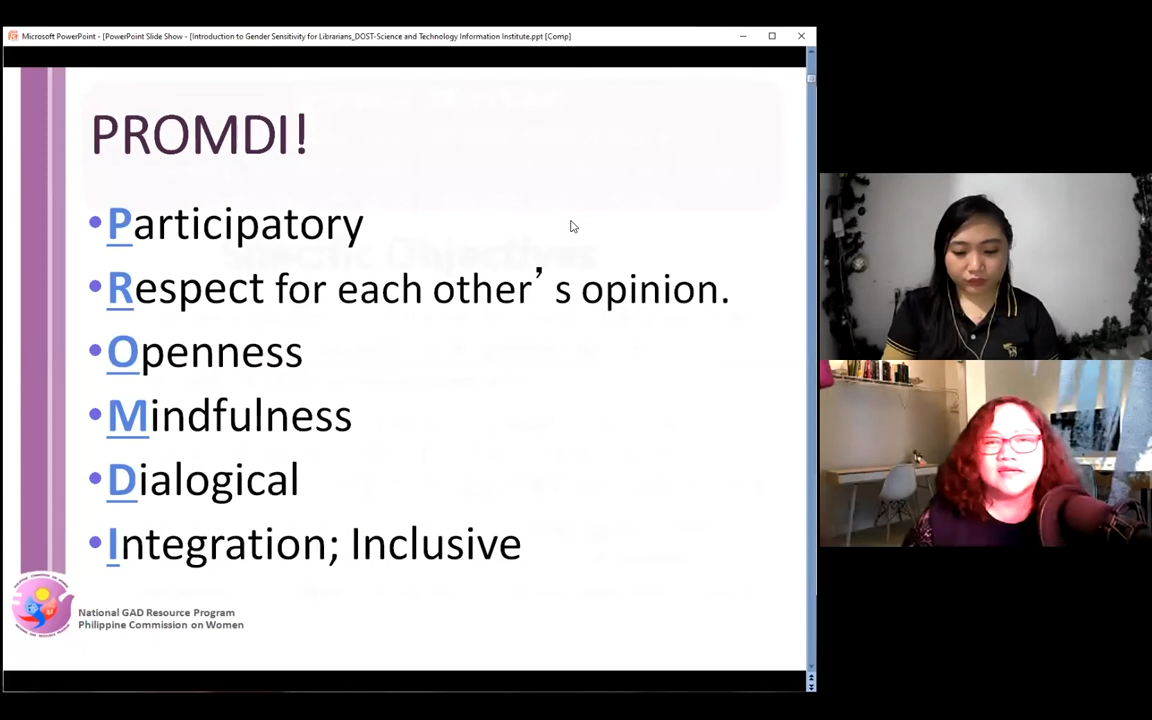 Microsoft PowerPoint - [PowerPoint Slide Show - [Introduction to Gender Sensitivity for Librarians_DOST-Science and Technology Information Institute.ppt [Comp]
PROMDI!
•Participatory
•Respect for each other’s opinion.
•Openness
•Mindfulness
•Dialogical
•Integration; Inclusive
National GAD Resource Program
Philippine Commission on Women